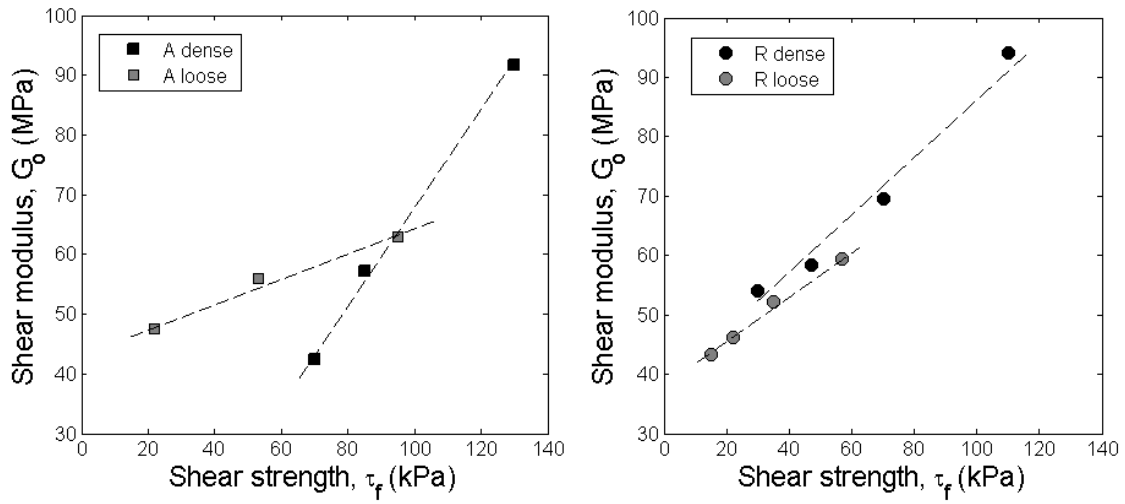 100
90
80
70
60
50
40
30
Shear modulus, Gₒ (MPa)
A dense
A loose
0 20 40 60 80 100 120 140
Shear strength, τf (kPa)
100
90
80
70
60
50
40
30
Shear modulus, Gₒ (MPa)
R dense
R loose
0 20 40 60 80 100 120 140
Shear strength, τf (kPa)